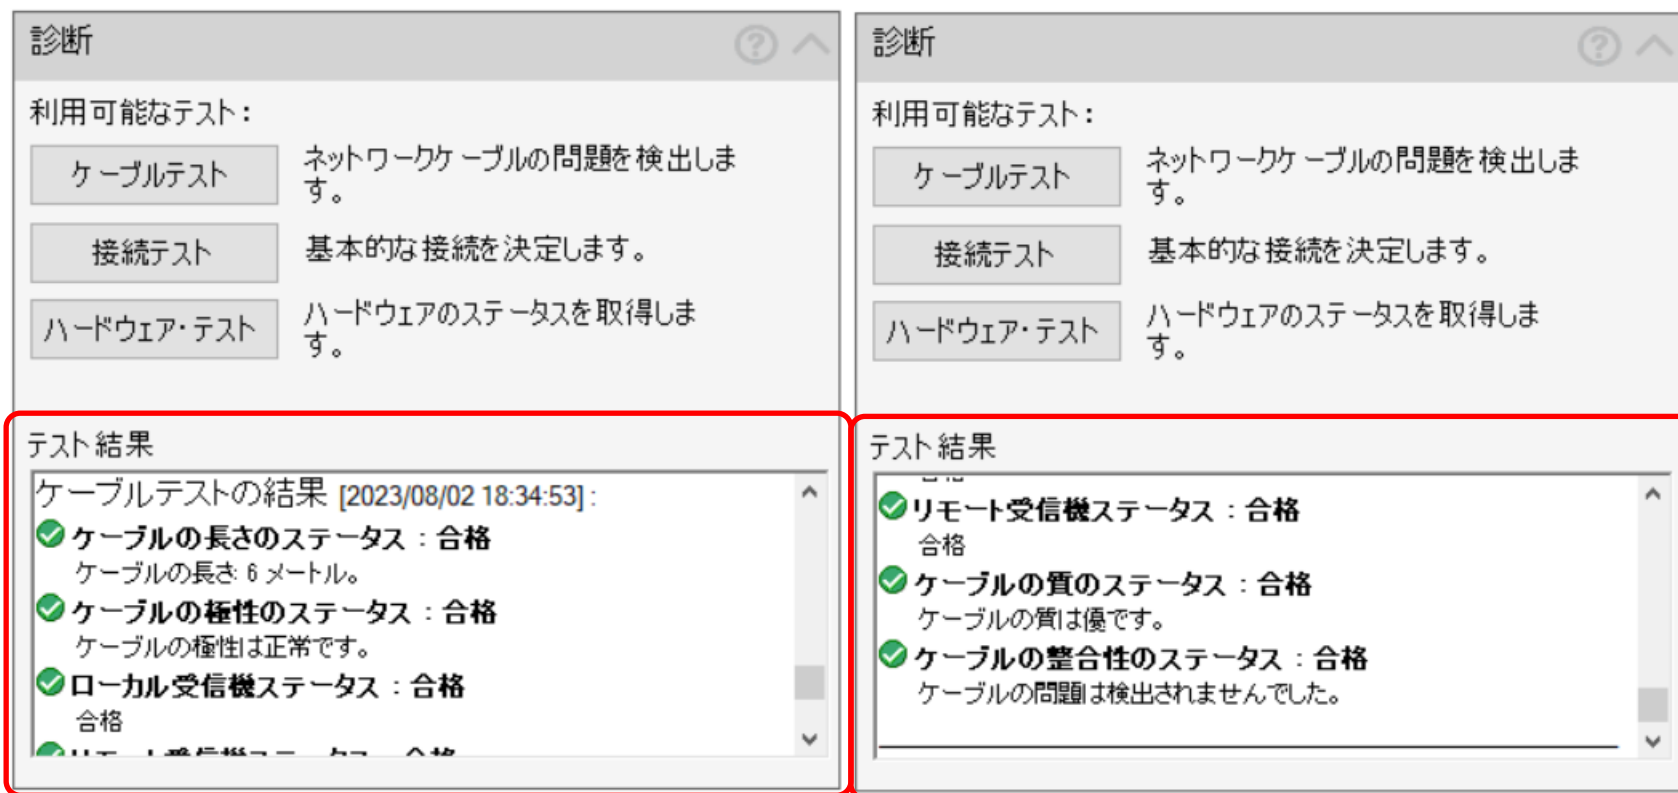 診断
利用可能なテスト：
ケーブルテスト
ネットワークケーブルの問題を検出しま
す。
接続テスト
基本的な接続を決定します。
ハードウェア・テスト
ハードウェアのステータスを取得しま
す。
テスト結果
ケーブルテストの結果 [2023/08/02 18:34:53]：
ケーブルの長さのステータス：合格
ケーブルの長さ 6 メートル。
ケーブルの極性のステータス：合格
ケーブルの極性は正常です。
ローカル受信機ステータス：合格
合格
リモート受信機ステータス：合格
診断
利用可能なテスト：
ケーブルテスト
ネットワークケーブルの問題を検出しま
す。
接続テスト
基本的な接続を決定します。
ハードウェア・テスト
ハードウェアのステータスを取得しま
す。
テスト結果
リモート受信機ステータス：合格
合格
ケーブルの質のステータス：合格
ケーブルの質は優です。
ケーブルの整合性のステータス：合格
ケーブルの問題は検出されませんでした。